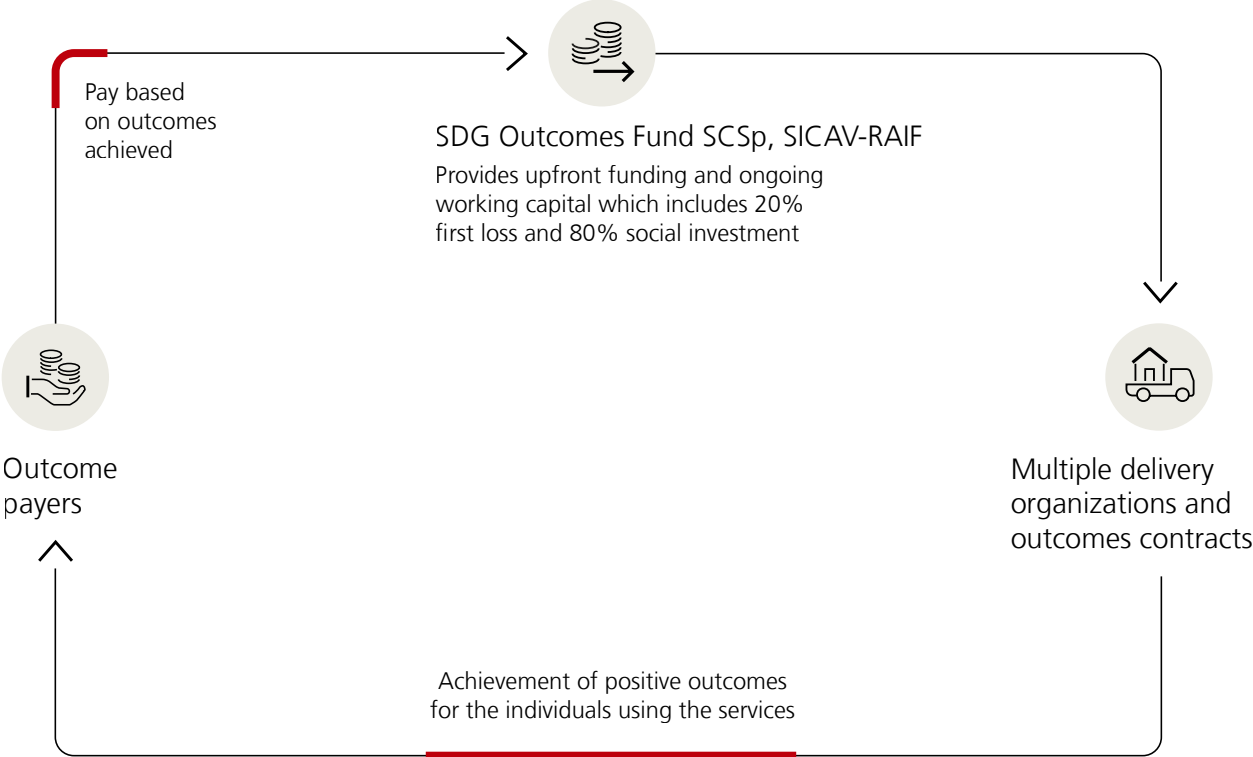 Pay based
on outcomes
achieved
SDG Outcomes Fund SCSp, SICAV-RAIF
Provides upfront funding and ongoing
working capital which includes 20%
first loss and 80% social investment
Outcome
payers
Multiple delivery
organizations and
outcomes contracts
Achievement of positive outcomes
for the individuals using the services